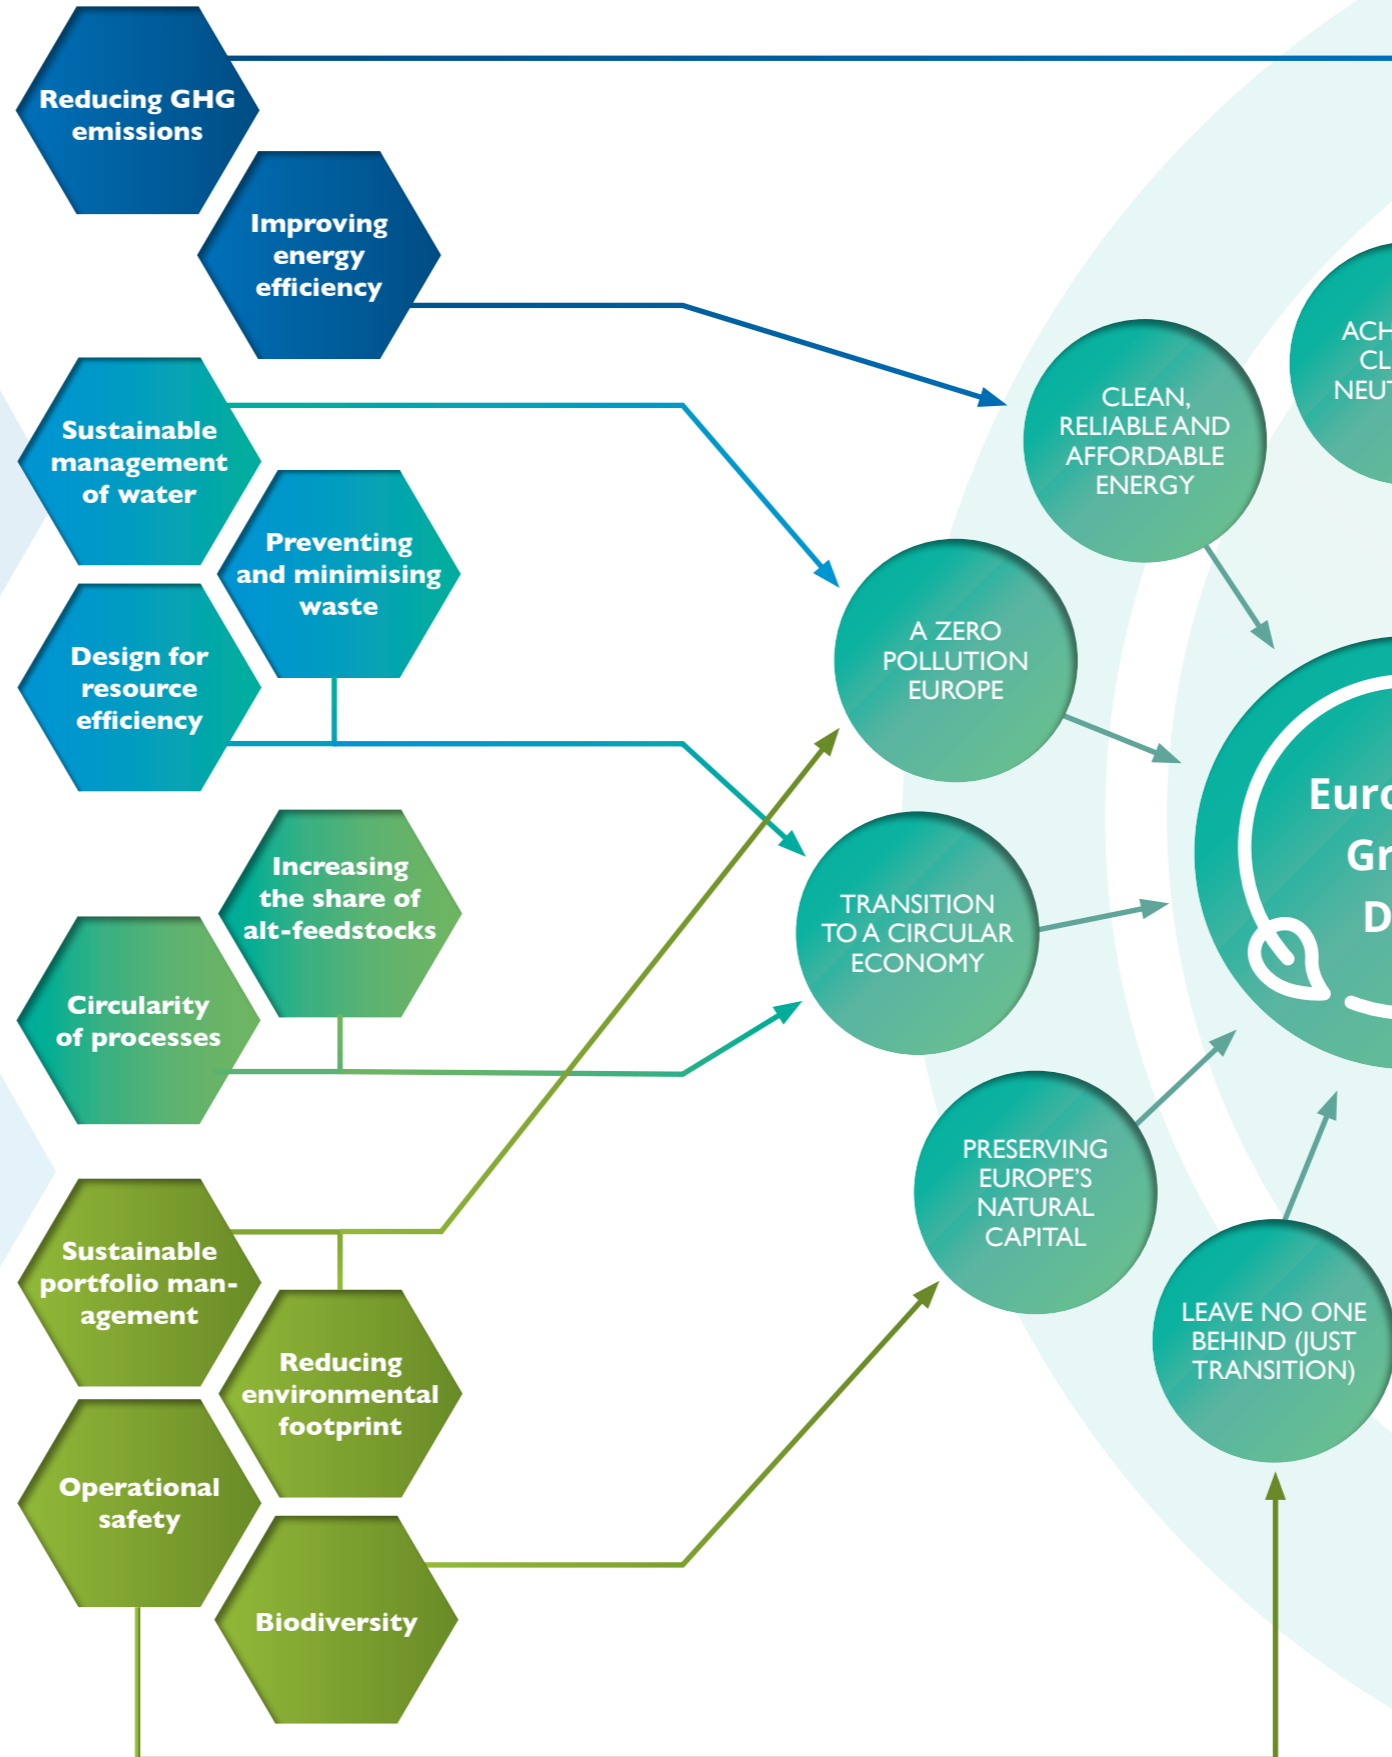 Reducing GHG
emissions
Improving
energy
efficiency
Sustainable
management
of water
Preventing
and minimising
waste
Design for
resource
efficiency
Increasing
the share of
alt-feedstocks
Circularity
of processes
Sustainable
portfolio man-
agement
Reducing
environmental
footprint
Operational
safety
Biodiversity
CLEAN,
RELIABLE AND
AFFORDABLE
ENERGY
A ZERO
POLLUTION
EUROPE
TRANSITION
TO A CIRCULAR
ECONOMY
PRESERVING
EUROPE'S
NATURAL
CAPITAL
LEAVE NO ONE
BEHIND (JUST
TRANSITION)